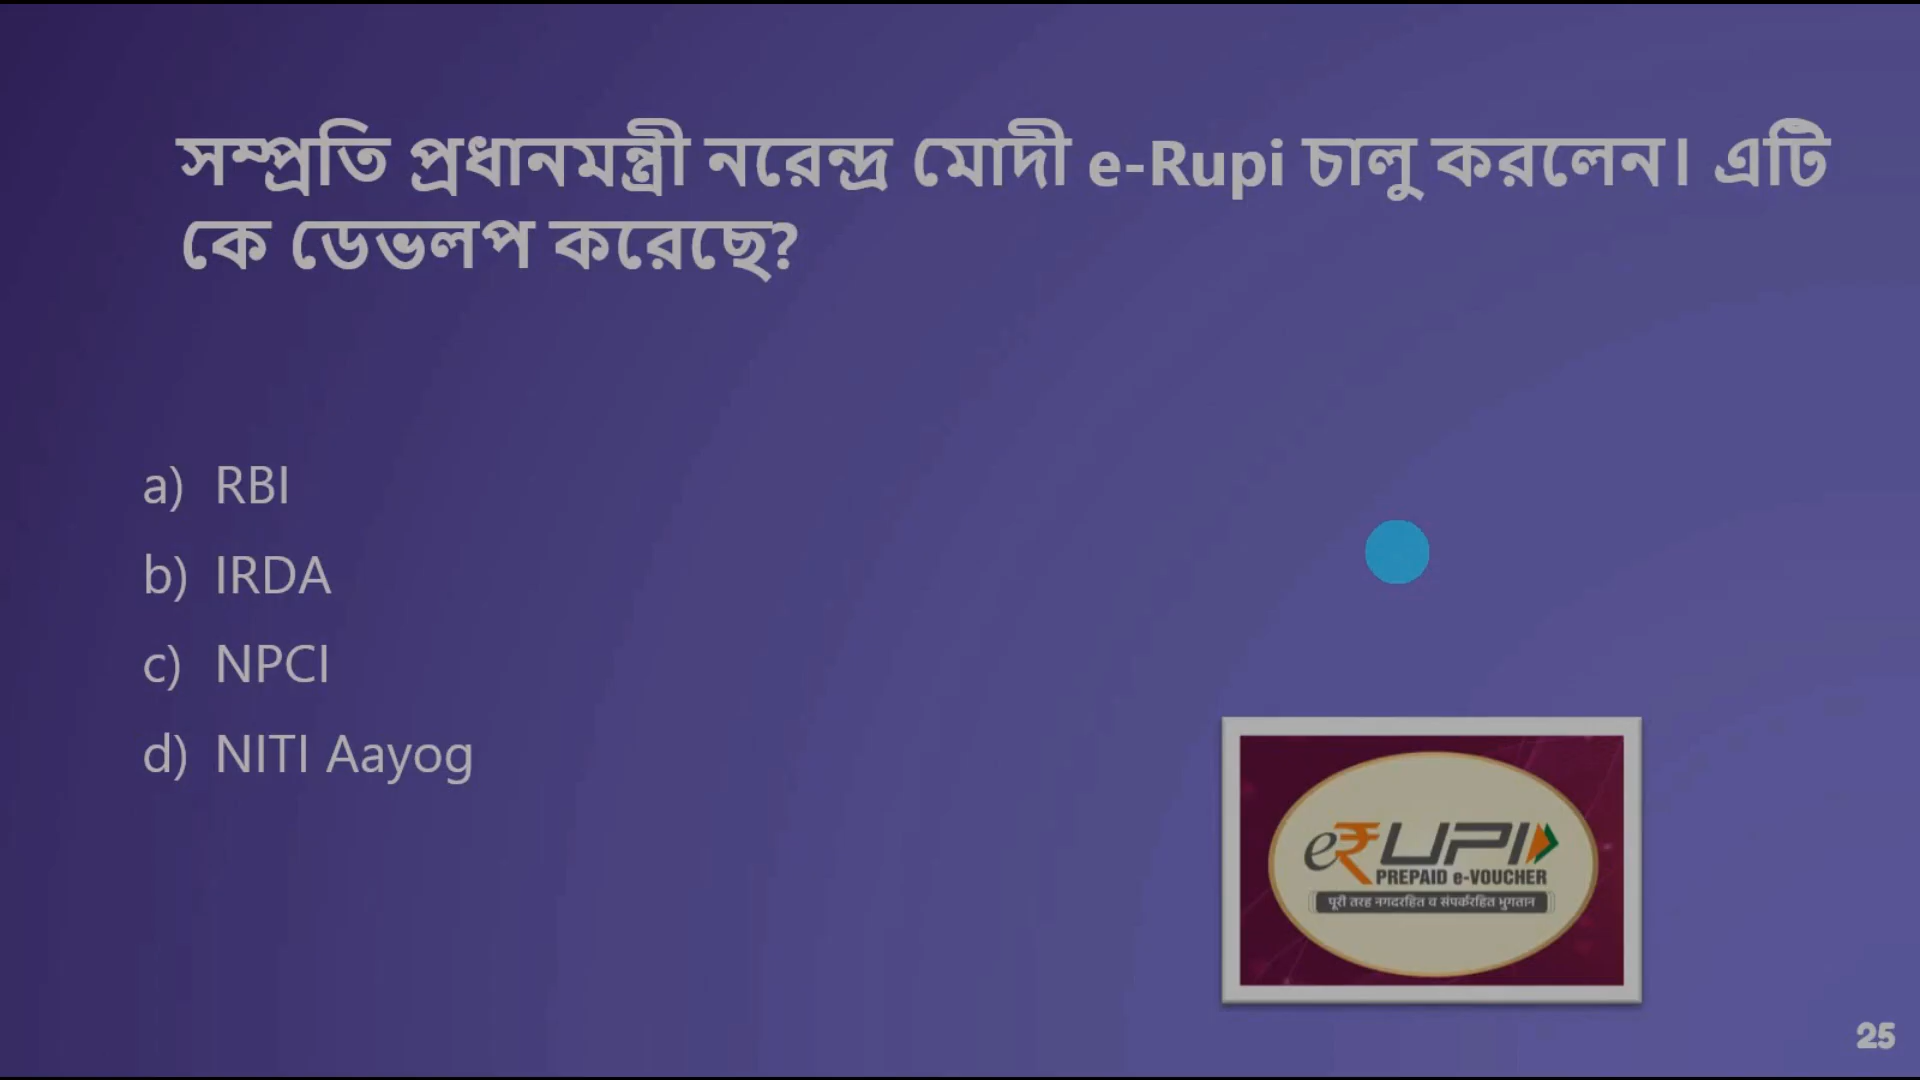 সম্প্রতি প্রধানমন্ত্রী নরেন্দ্র মোদী e-Rupi চালু করলেন। এটি
কে ডেভলপ করেছে?
a) RBI
b) IRDA
c) NPCI
d) NITI Aayog
e₹UPI
PREPAID e-VOUCHER
पूरी तरह नगदरहित व संपर्करहित भुगतान
25